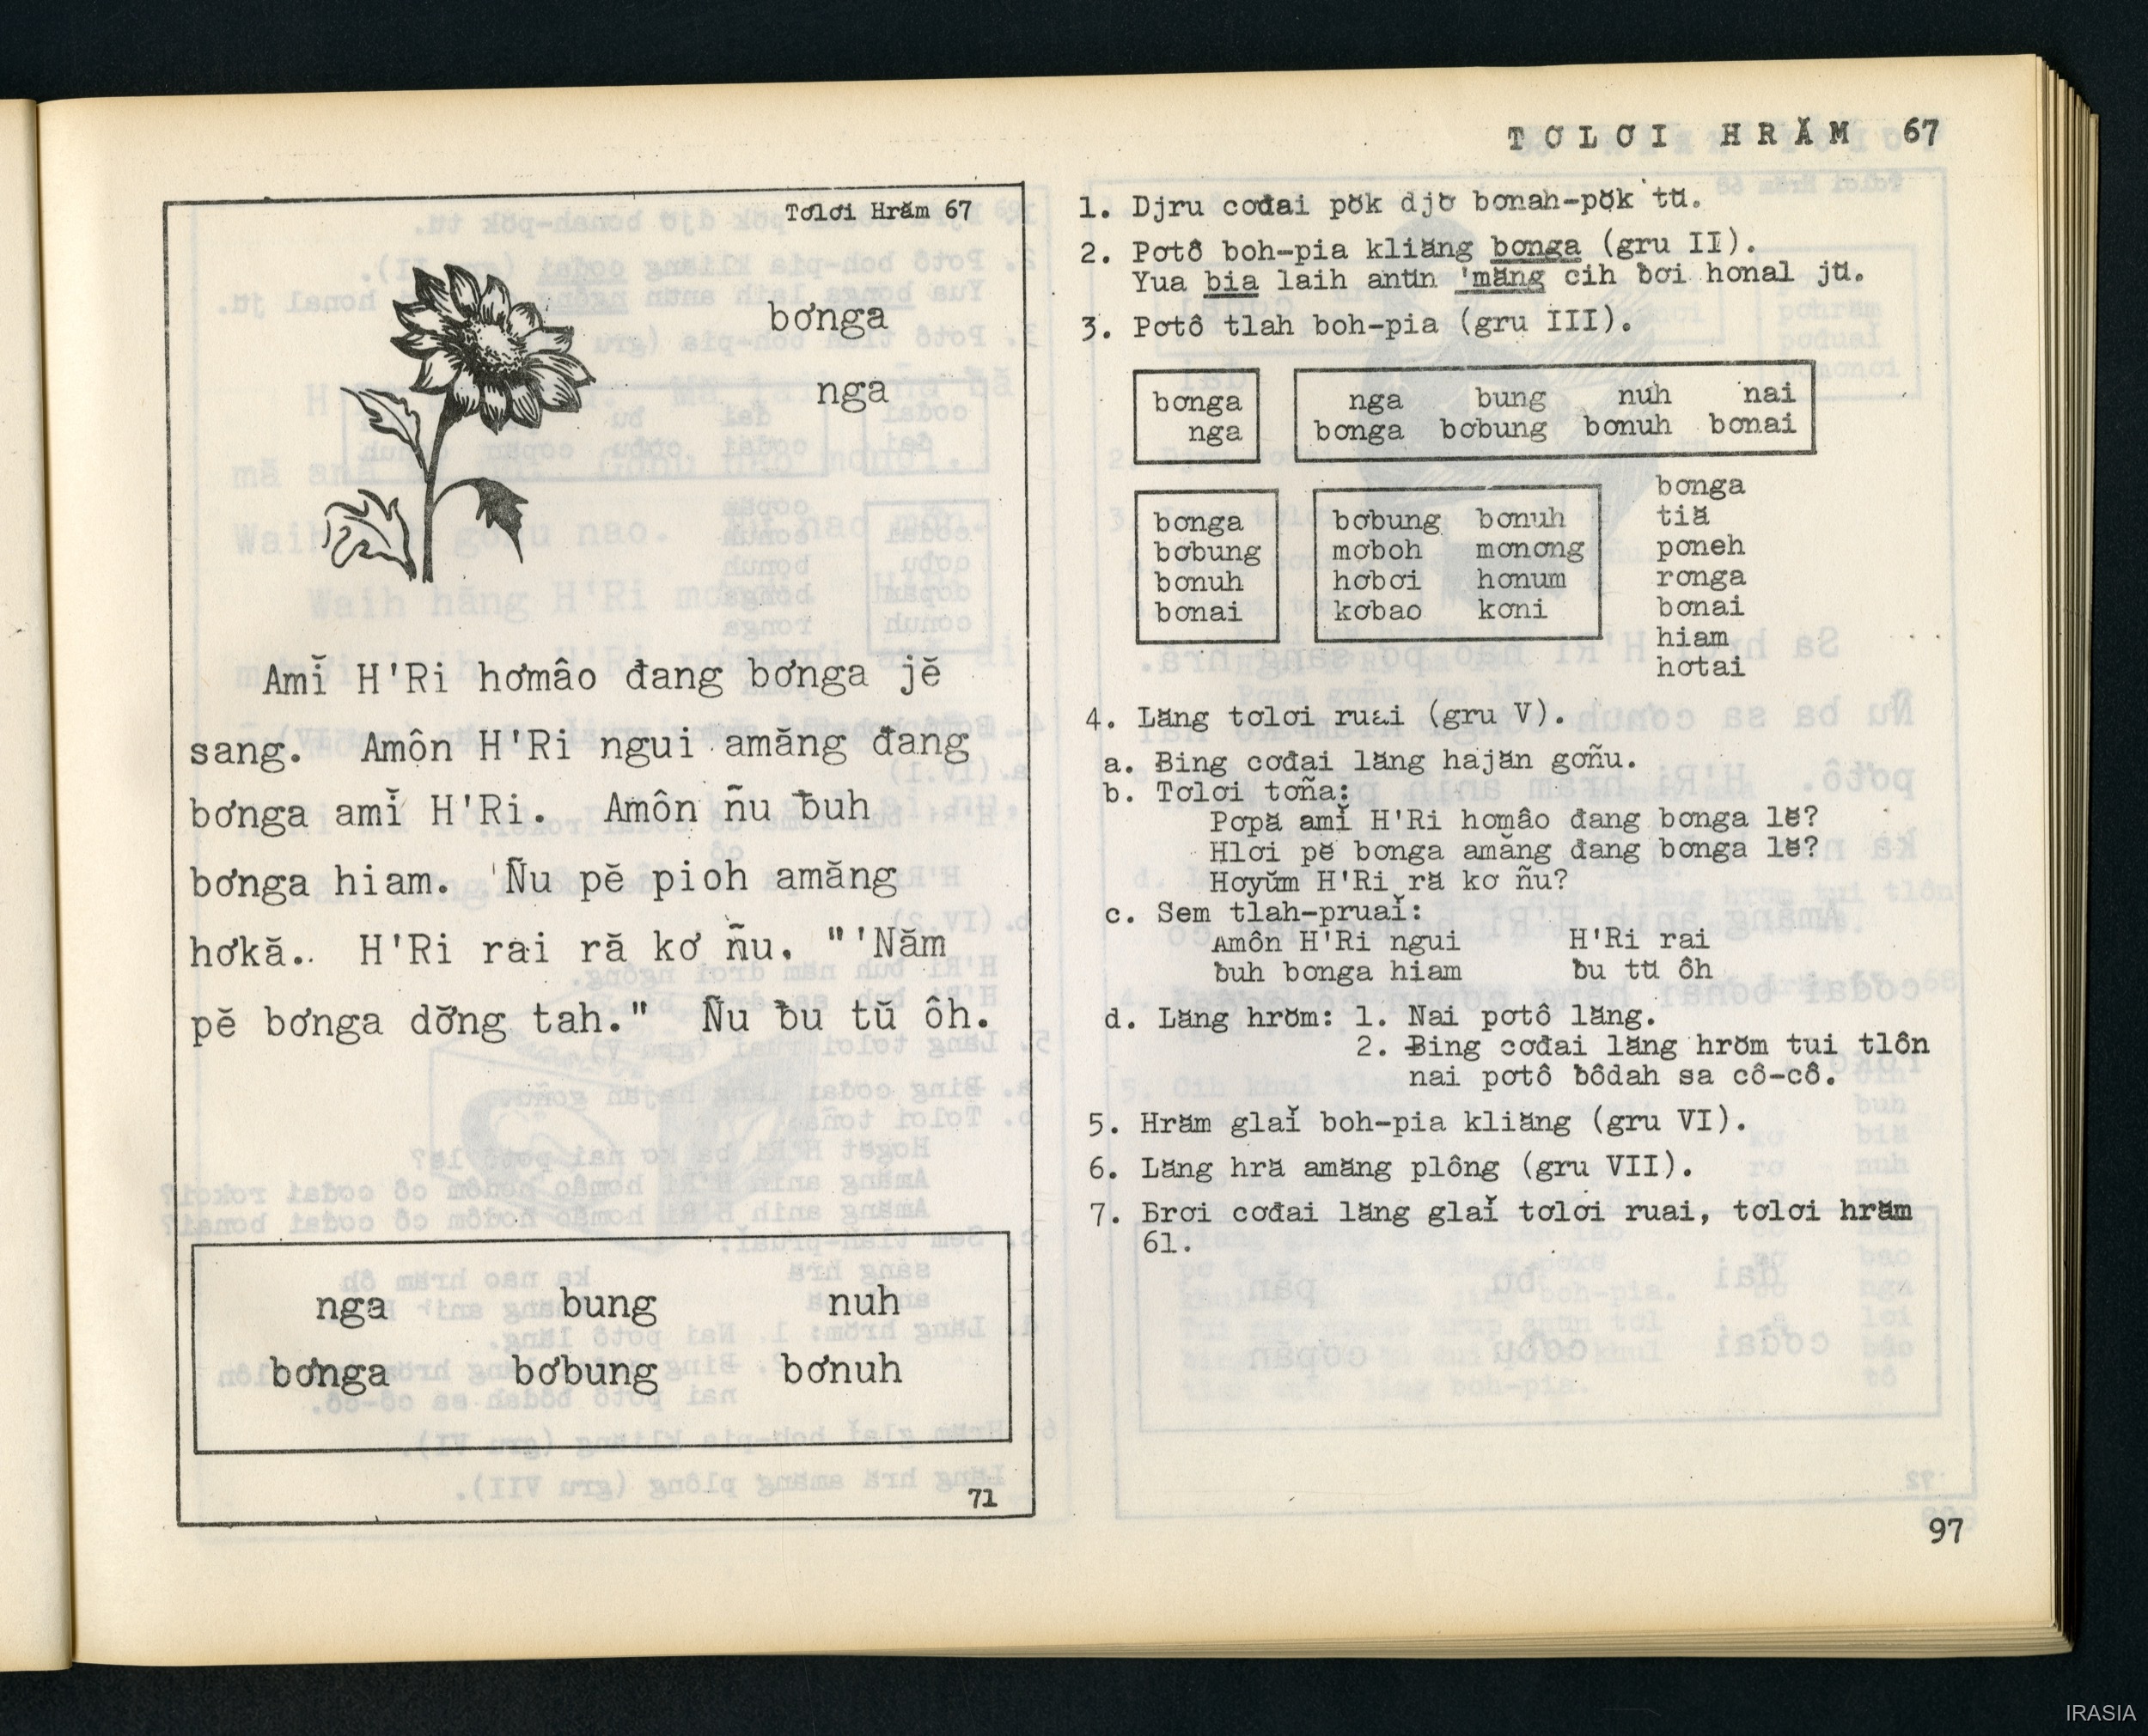 Tơlơi Hrăm 67
bơnga
nga
Amĭ H'Ri hơmâo đang bơnga jĕ
sang. Amôn H'Ri ngui amăng đang
bơnga amĭ H'Ri. Amôn ñu ƀuh
bơnga hiam. Ñu pĕ pioh amăng
hơkă. H'Ri rai ră kơ ñu. "'Năm
pĕ bơnga dơ̆ng tah." Ñu ƀu tŭ ôh.
nga bung nuh
bơnga bơbung bơnuh
71
TƠLƠI HRĂM 67
1. Djru cơđai pŏk djŏ bơnah-pŏk tŭ.
2. Pơtô boh-pia kliăng bơnga (gru II).
Yua bia laih anŭn 'măng cih ƀơi hơnal jŭ.
3. Pơtô tlah boh-pia (gru III).
bơnga
nga
nga bung nuh nai
bơnga bơbung bơnuh bơnai
bơnga
bơbung
bơnuh
bơnai
bơbung bơnuh
mơboh mơnơng
hơbơi hơnum
kơbao kơni
bơnga
tiă
pơneh
rơnga
bơnai
hiam
hơtai
4. Lăng tơlơi ruai (gru V).
a. Ƀing cơđai lăng hajăn gơñu.
b. Tơlơi tơña:
Pơpă amĭ H'Ri hơmâo đang bơnga lĕ?
Hlơi pĕ bơnga amăng đang bơnga lĕ?
Hơyŭm H'Ri ră kơ ñu?
c. Sem tlah-pruaĭ:
Amôn H'Ri ngui H'Ri rai
ƀuh bơnga hiam ƀu tŭ ôh
d. Lăng hrŏm: 1. Nai pơtô lăng.
2. Ƀing cơđai lăng hrŏm tui tlôn
nai pơtô ƀôdah sa cô-cô.
5. Hrăm glaĭ boh-pia kliăng (gru VI).
6. Lăng hră amăng plông (gru VII).
7. Brơi cơđai lăng glaĭ tơlơi ruai, tơlơi hrăm
61.
97
IRASIA